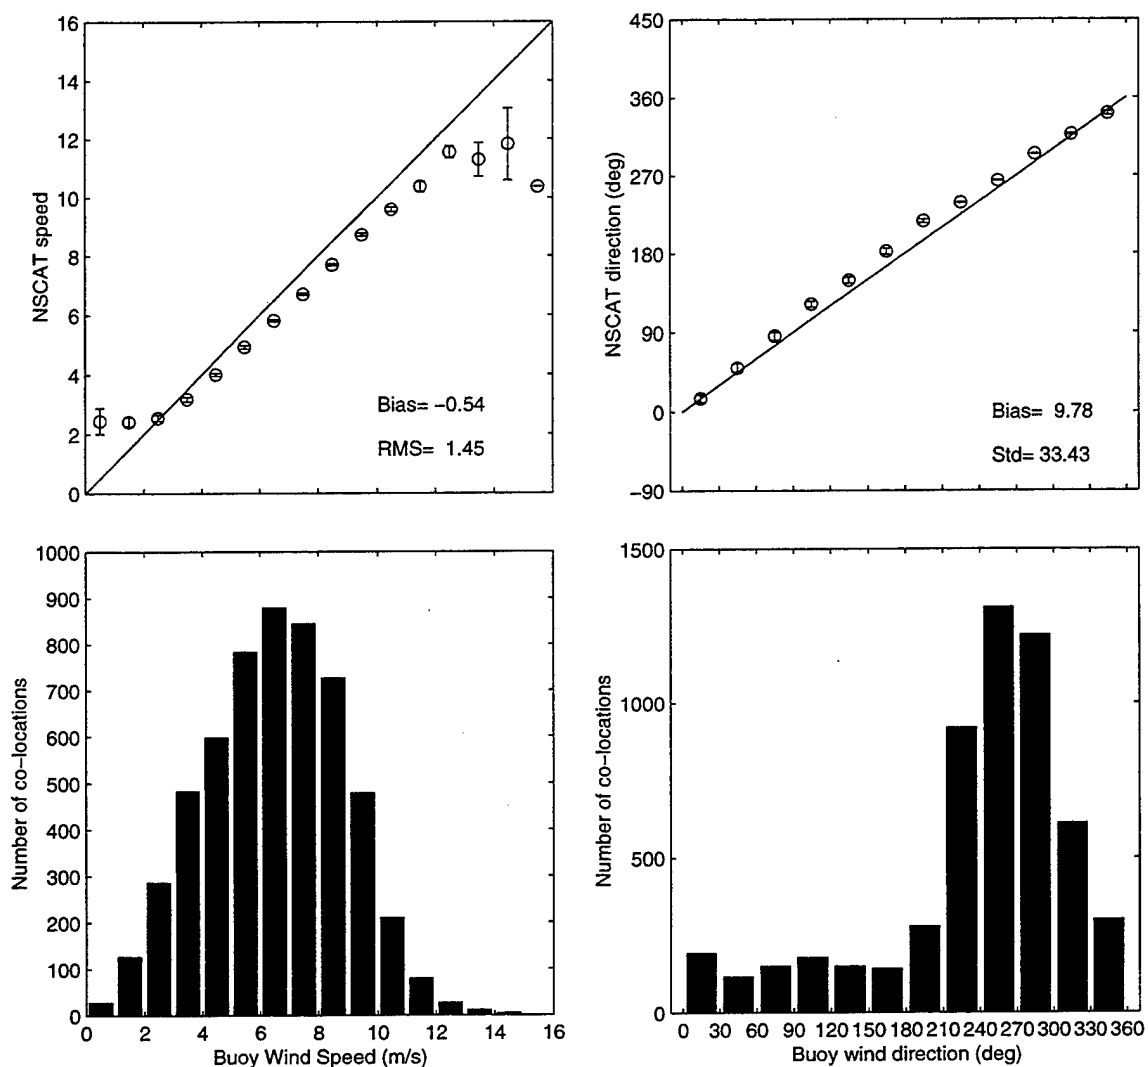 16
14
12
10
8
6
4
2
0
NSCAT speed
Bias= −0.54
RMS= 1.45
450
360
270
180
90
0
−90
NSCAT direction (deg)
Bias= 9.78
Std= 33.43
1000
900
800
700
600
500
400
300
200
100
0
Number of co−locations
0 2 4 6 8 10 12 14 16
Buoy Wind Speed (m/s)
1500
1000
500
0
Number of co−locations
0 30 60 90 120 150 180 210 240 270 300 330 360
Buoy wind direction (deg)